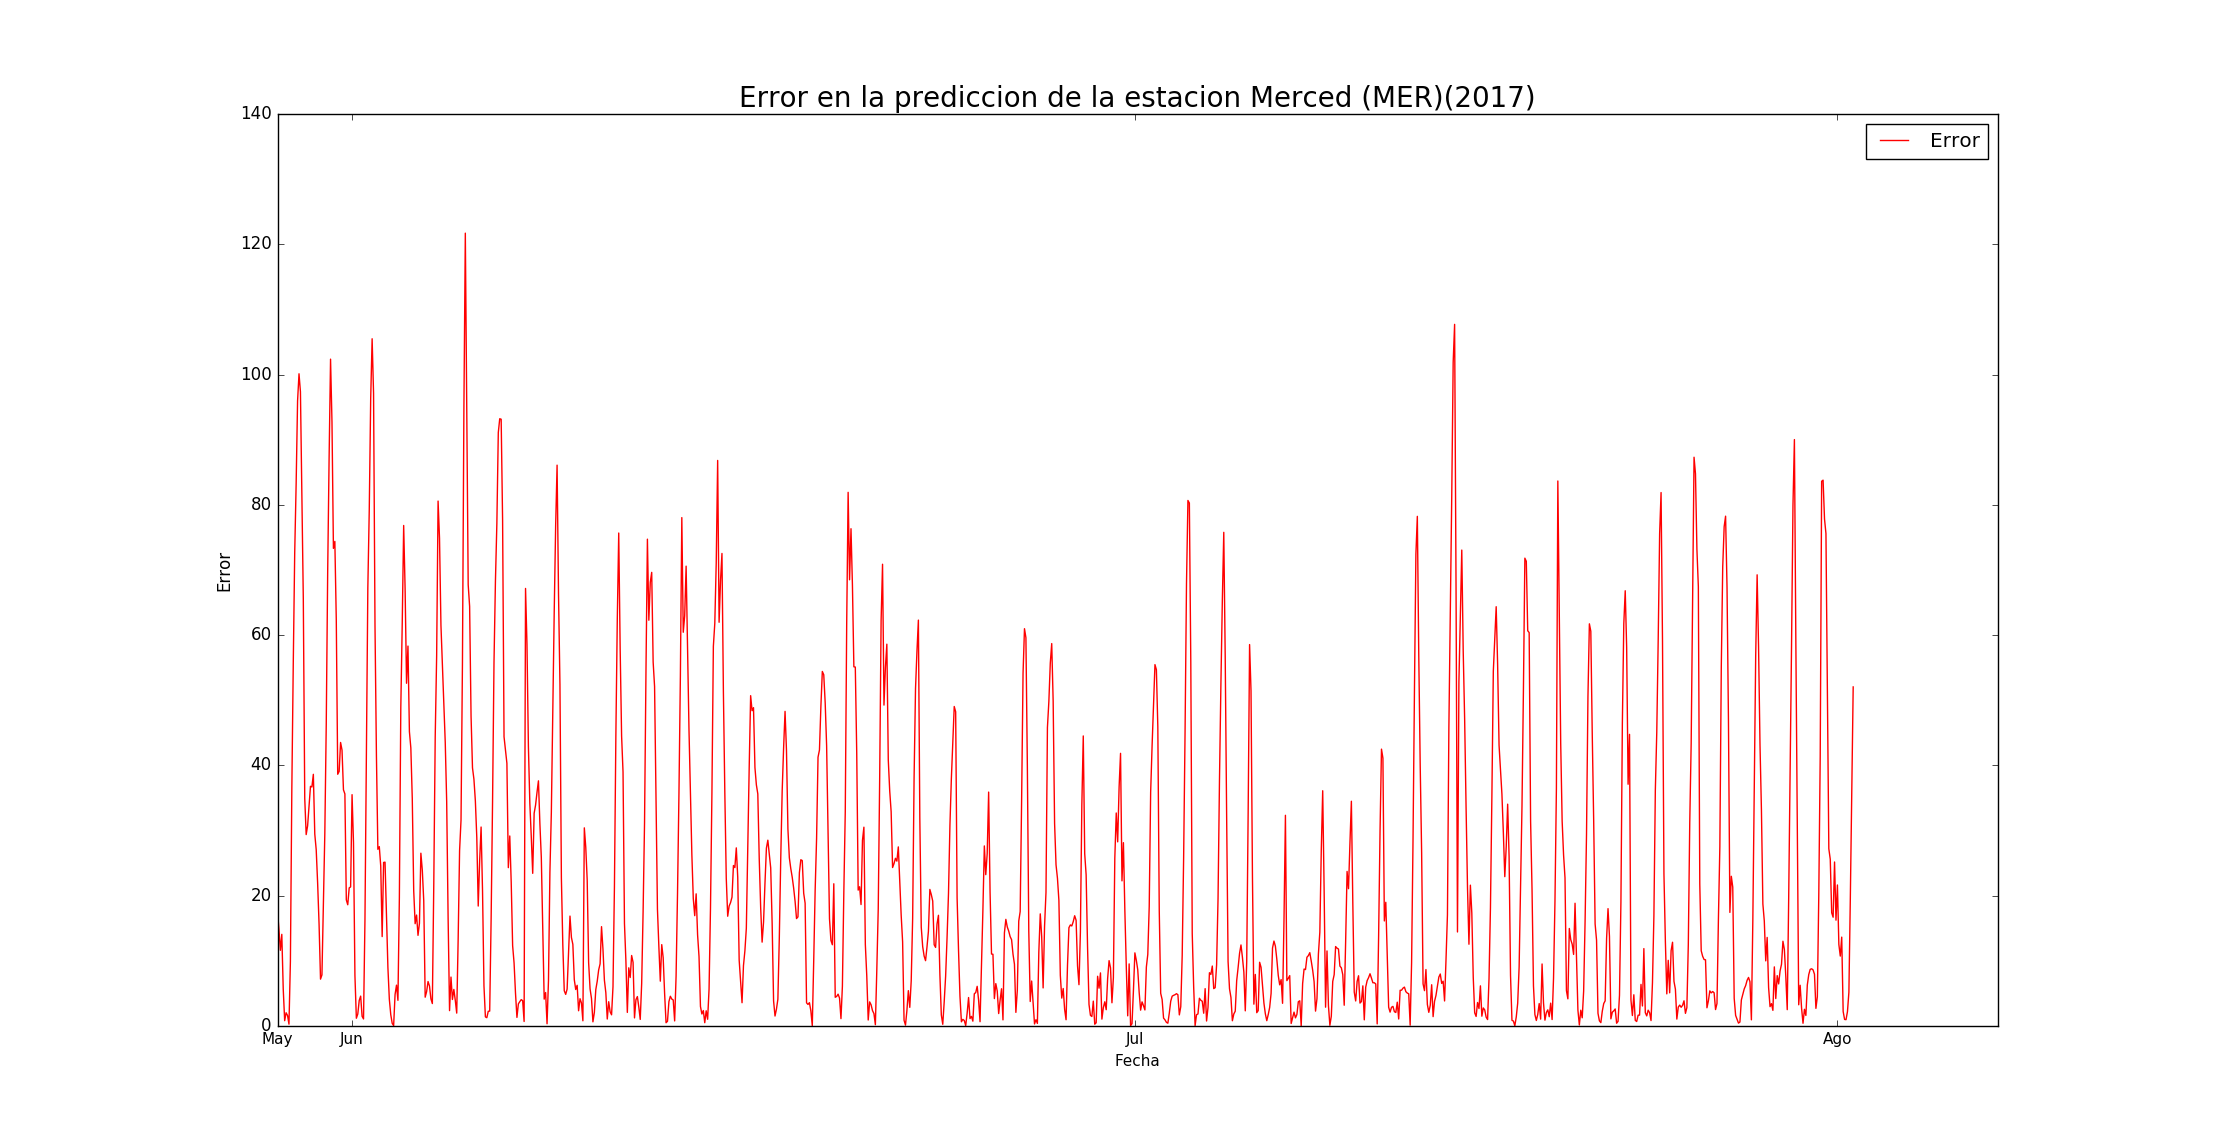 Error en la prediccion de la estacion Merced (MER)(2017)
Error
140
120
100
80
60
40
20
0
Error
May Jun Jul Ago
Fecha